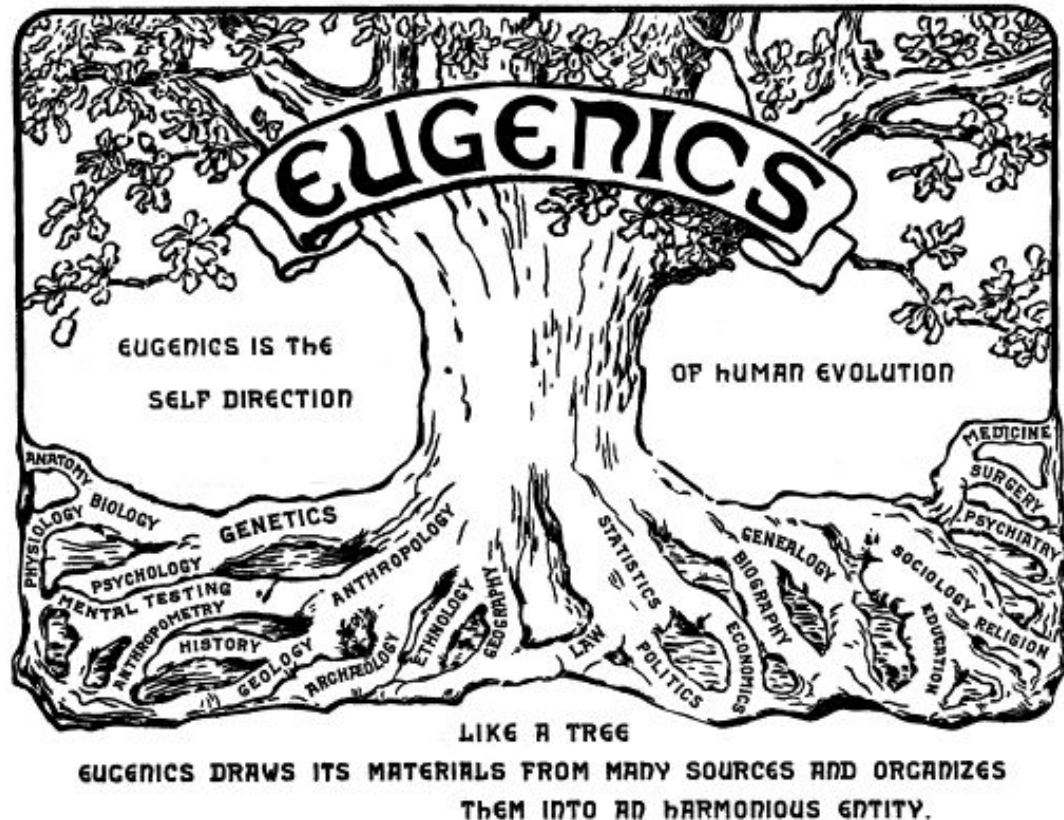 EUGENICS
EUGENICS IS THE
SELF DIRECTION
OF HUMAN EVOLUTION
ANATOMY
BIOLOGY
PHYSIOLOGY
GENETICS
PSYCHOLOGY
MENTAL TESTING
ANTHROPOMETRY
HISTORY
GEOLOGY
ANTHROPOLOGY
ARCHÆOLOGY
ETHNOLOGY
GEOGRAPHY
LAW
STATISTICS
POLITICS
ECONOMICS
BIOGRAPHY
GENEALOGY
EDUCATION
SOCIOLOGY
RELIGION
PSYCHIATRY
SURGERY
MEDICINE
LIKE A TREE
EUGENICS DRAWS ITS MATERIALS FROM MANY SOURCES AND ORGANIZES
THEM INTO AN HARMONIOUS ENTITY.